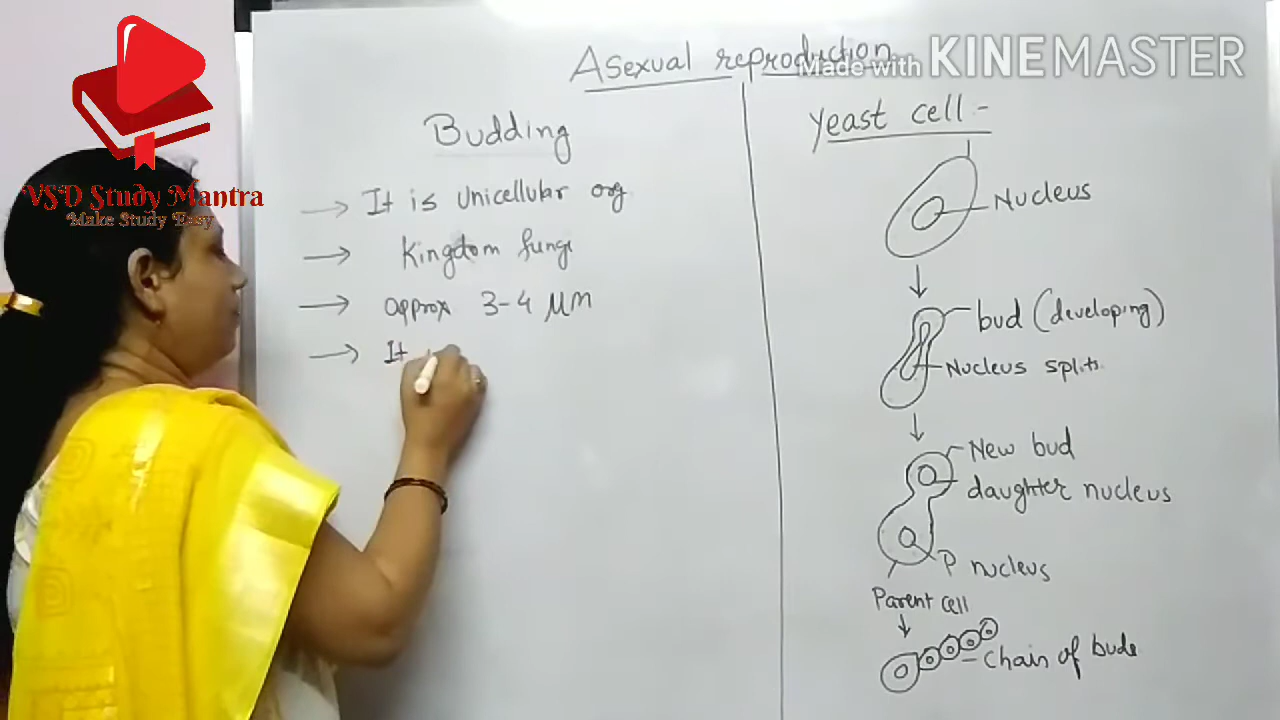 VSD Study Mantra
Make Study Easy
Made with KINEMASTER
Asexual reproduction
Budding
→ It is Unicellular org
→ Kingdom fungi
→ approx 3-4 μm
→ It
Yeast cell -
Nucleus
bud (developing)
Nucleus splits
New bud
daughter nucleus
P nucleus
Parent cell
Chain of buds